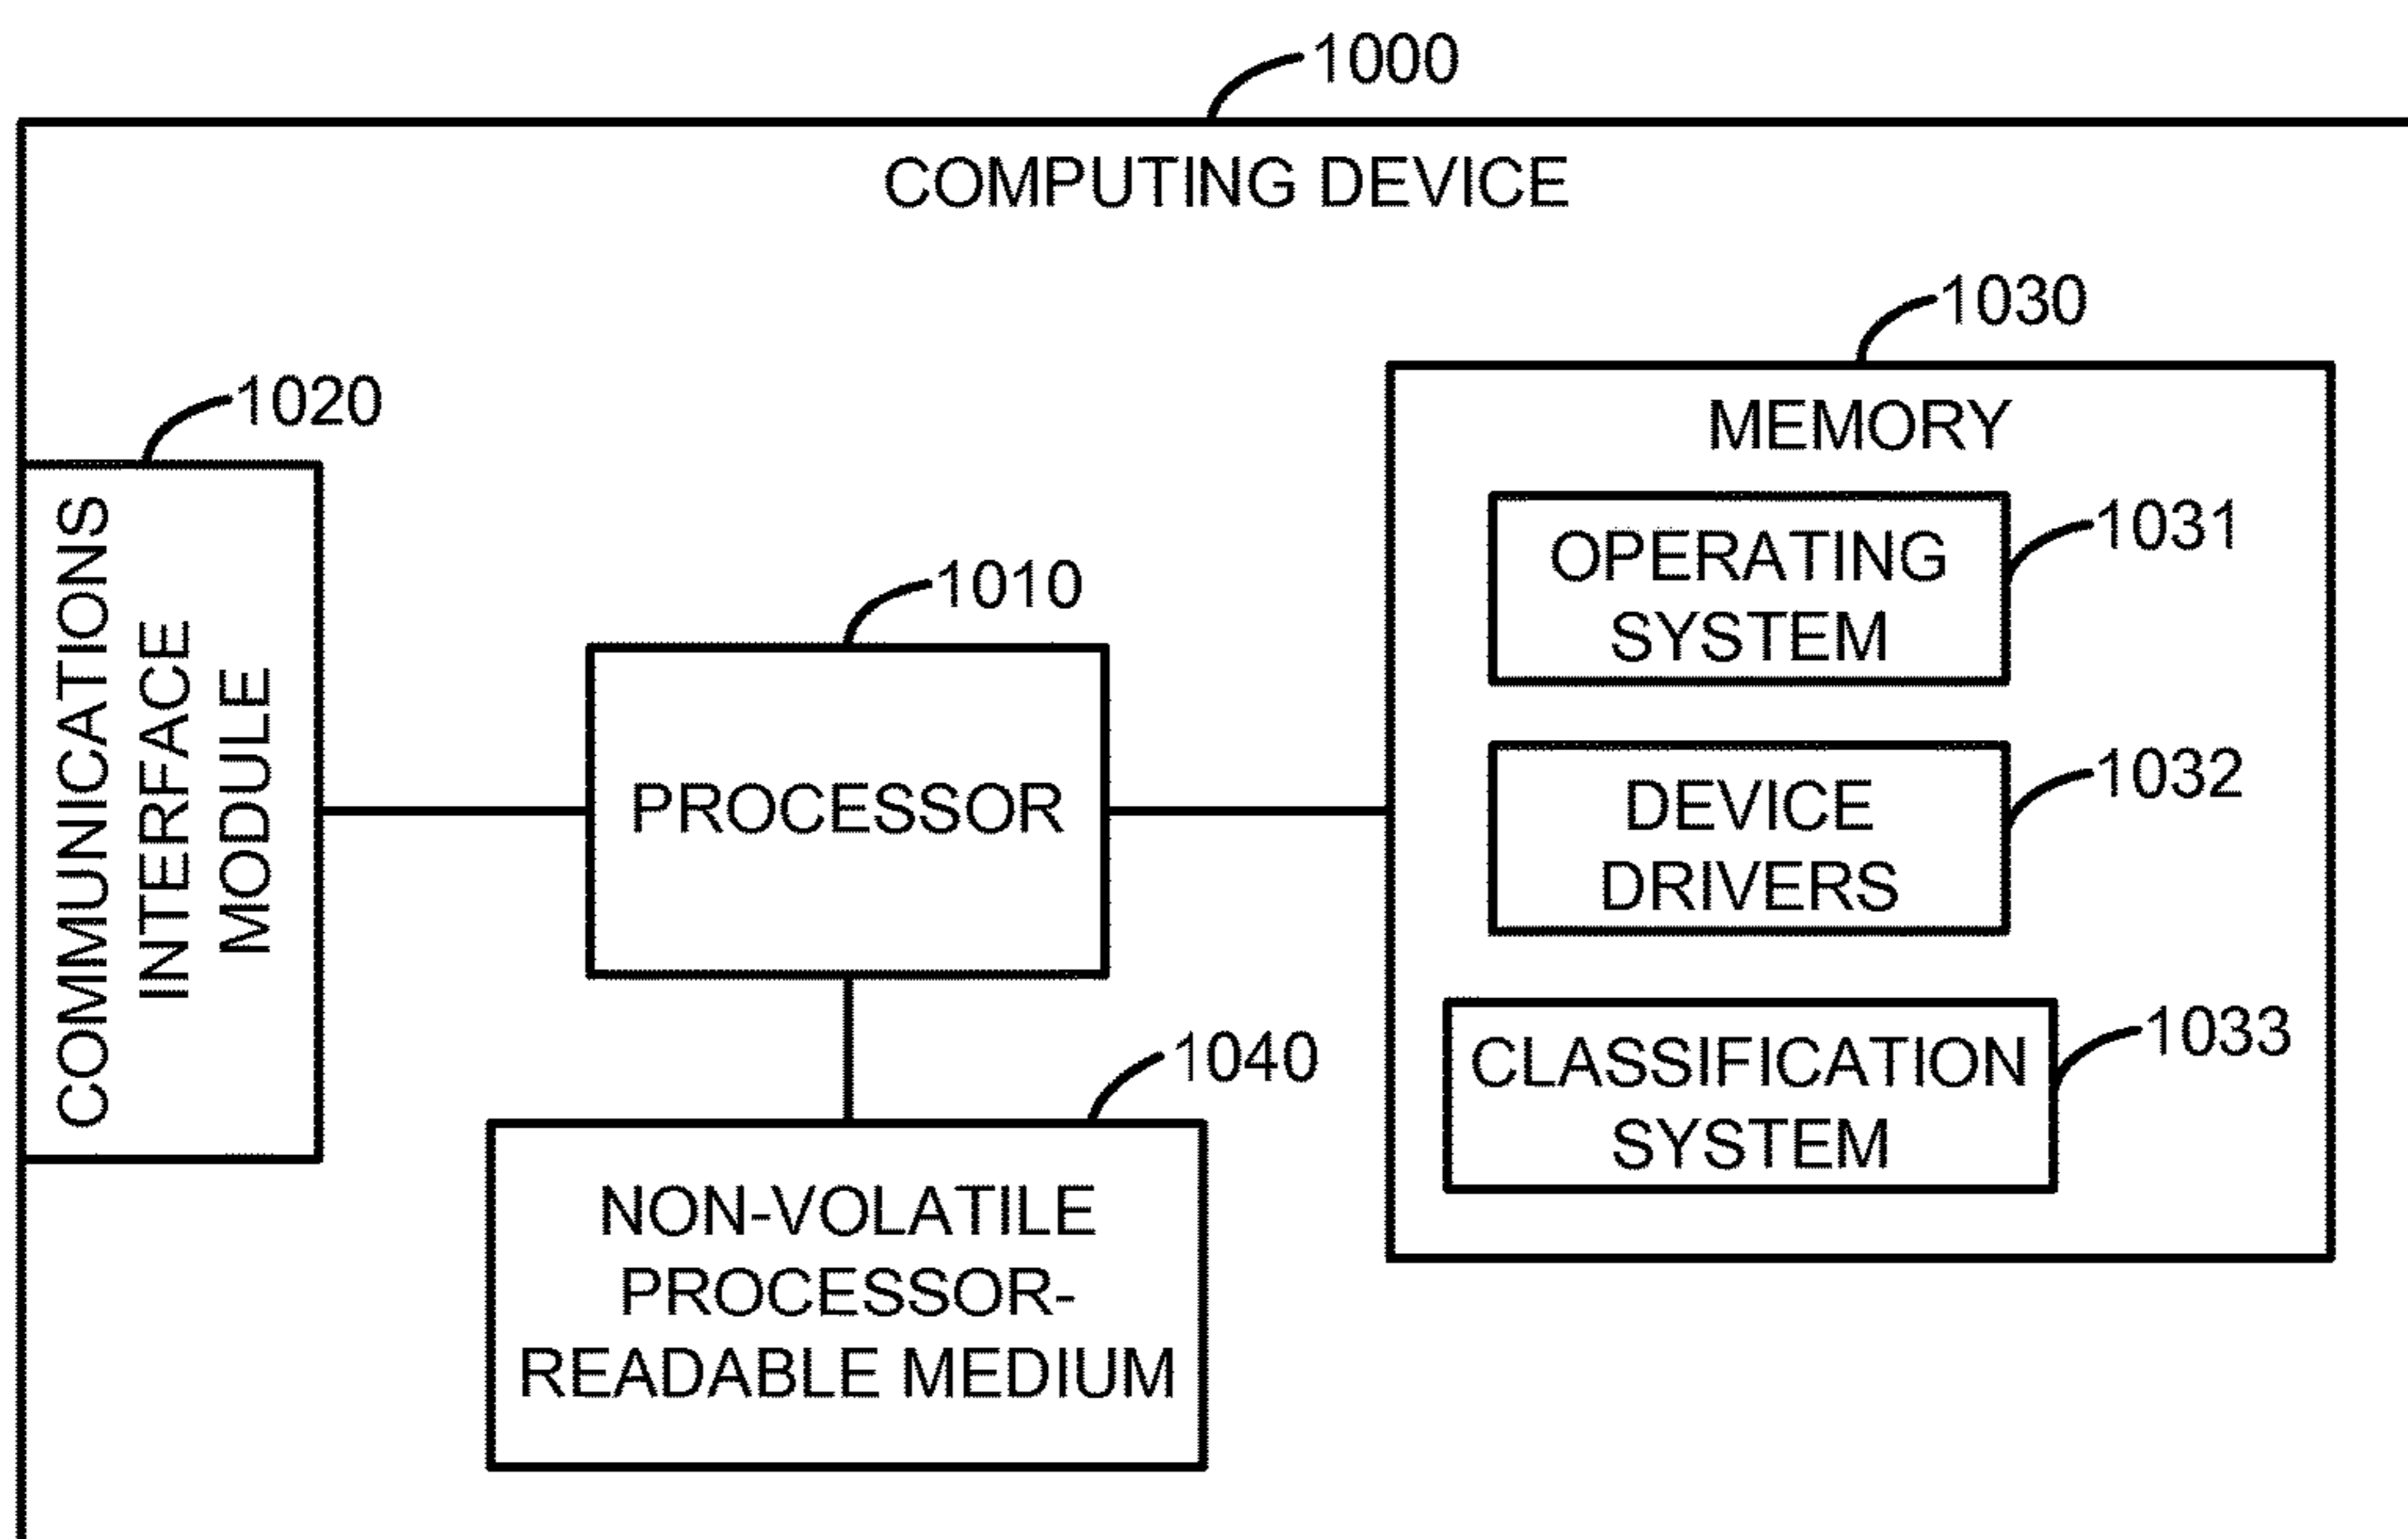 1000
COMPUTING DEVICE
1030
MEMORY
1020
COMMUNICATIONS
INTERFACE
MODULE
1010
PROCESSOR
OPERATING
SYSTEM
1031
DEVICE
DRIVERS
1032
CLASSIFICATION
SYSTEM
1033
1040
NON-VOLATILE
PROCESSOR-
READABLE MEDIUM